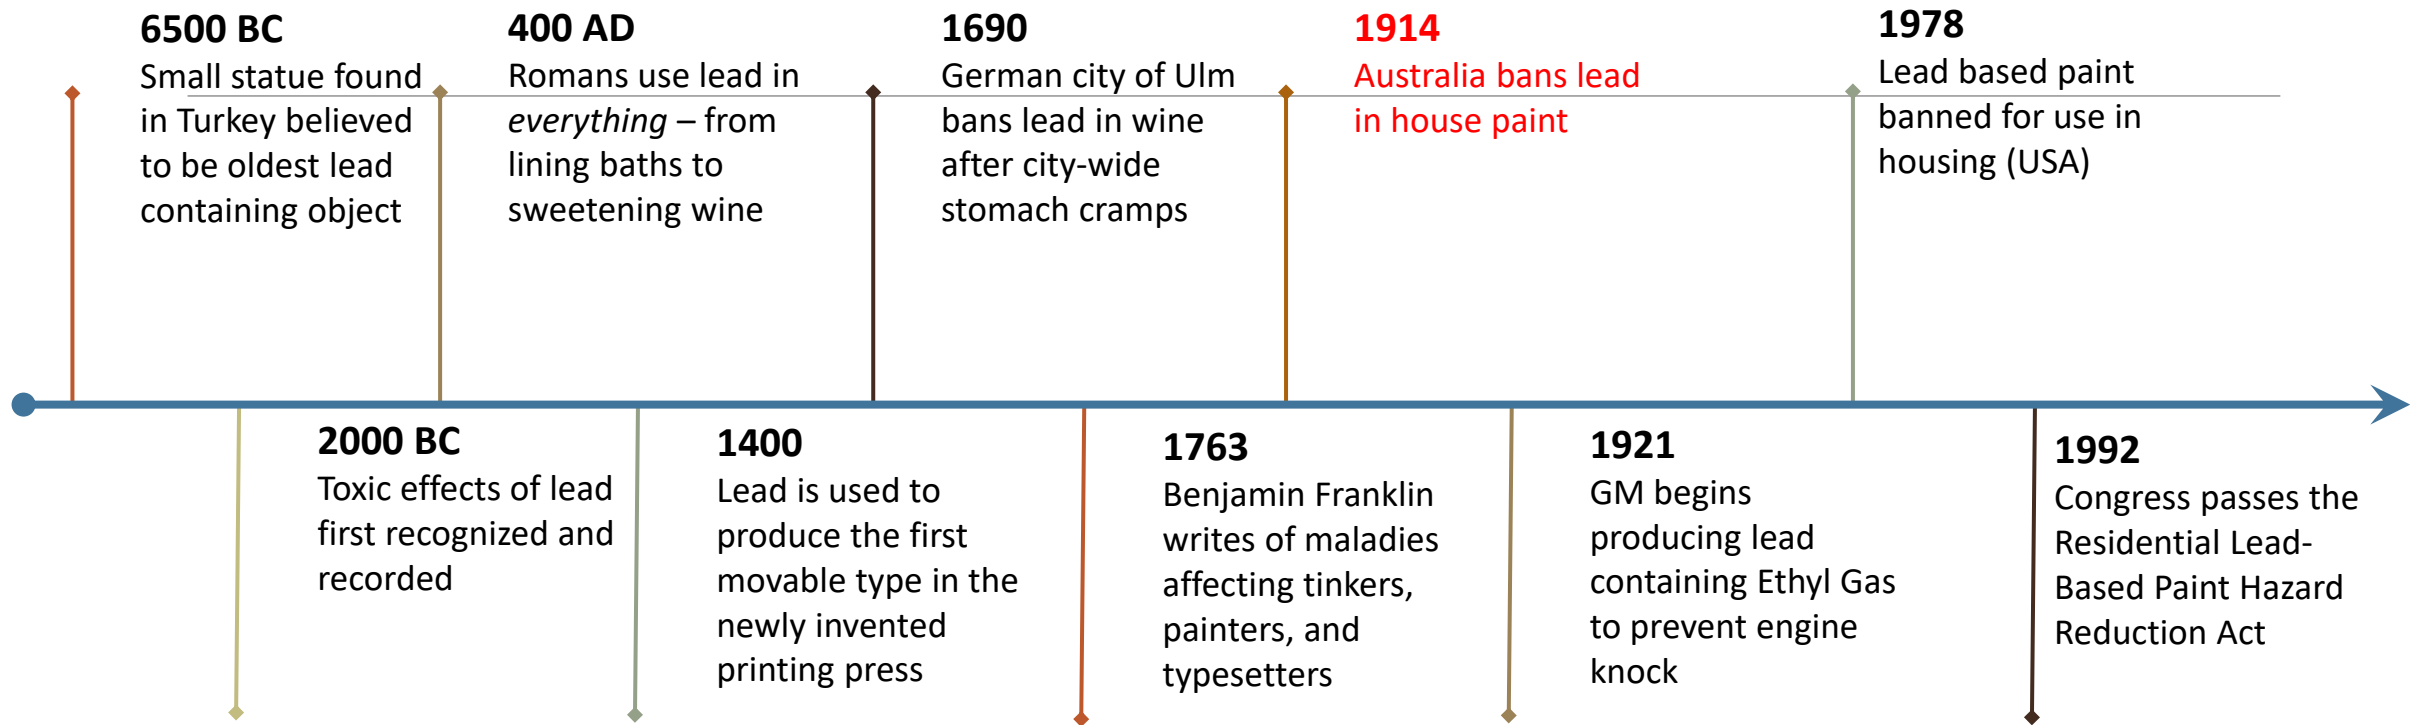 6500 BC
Small statue found
in Turkey believed
to be oldest lead
containing object
400 AD
Romans use lead in
everything – from
lining baths to
sweetening wine
1690
German city of Ulm
bans lead in wine
after city-wide
stomach cramps
1914
Australia bans lead
in house paint
1978
Lead based paint
banned for use in
housing (USA)
2000 BC
Toxic effects of lead
first recognized and
recorded
1400
Lead is used to
produce the first
movable type in the
newly invented
printing press
1763
Benjamin Franklin
writes of maladies
affecting tinkers,
painters, and
typesetters
1921
GM begins
producing lead
containing Ethyl Gas
to prevent engine
knock
1992
Congress passes the
Residential Lead-
Based Paint Hazard
Reduction Act